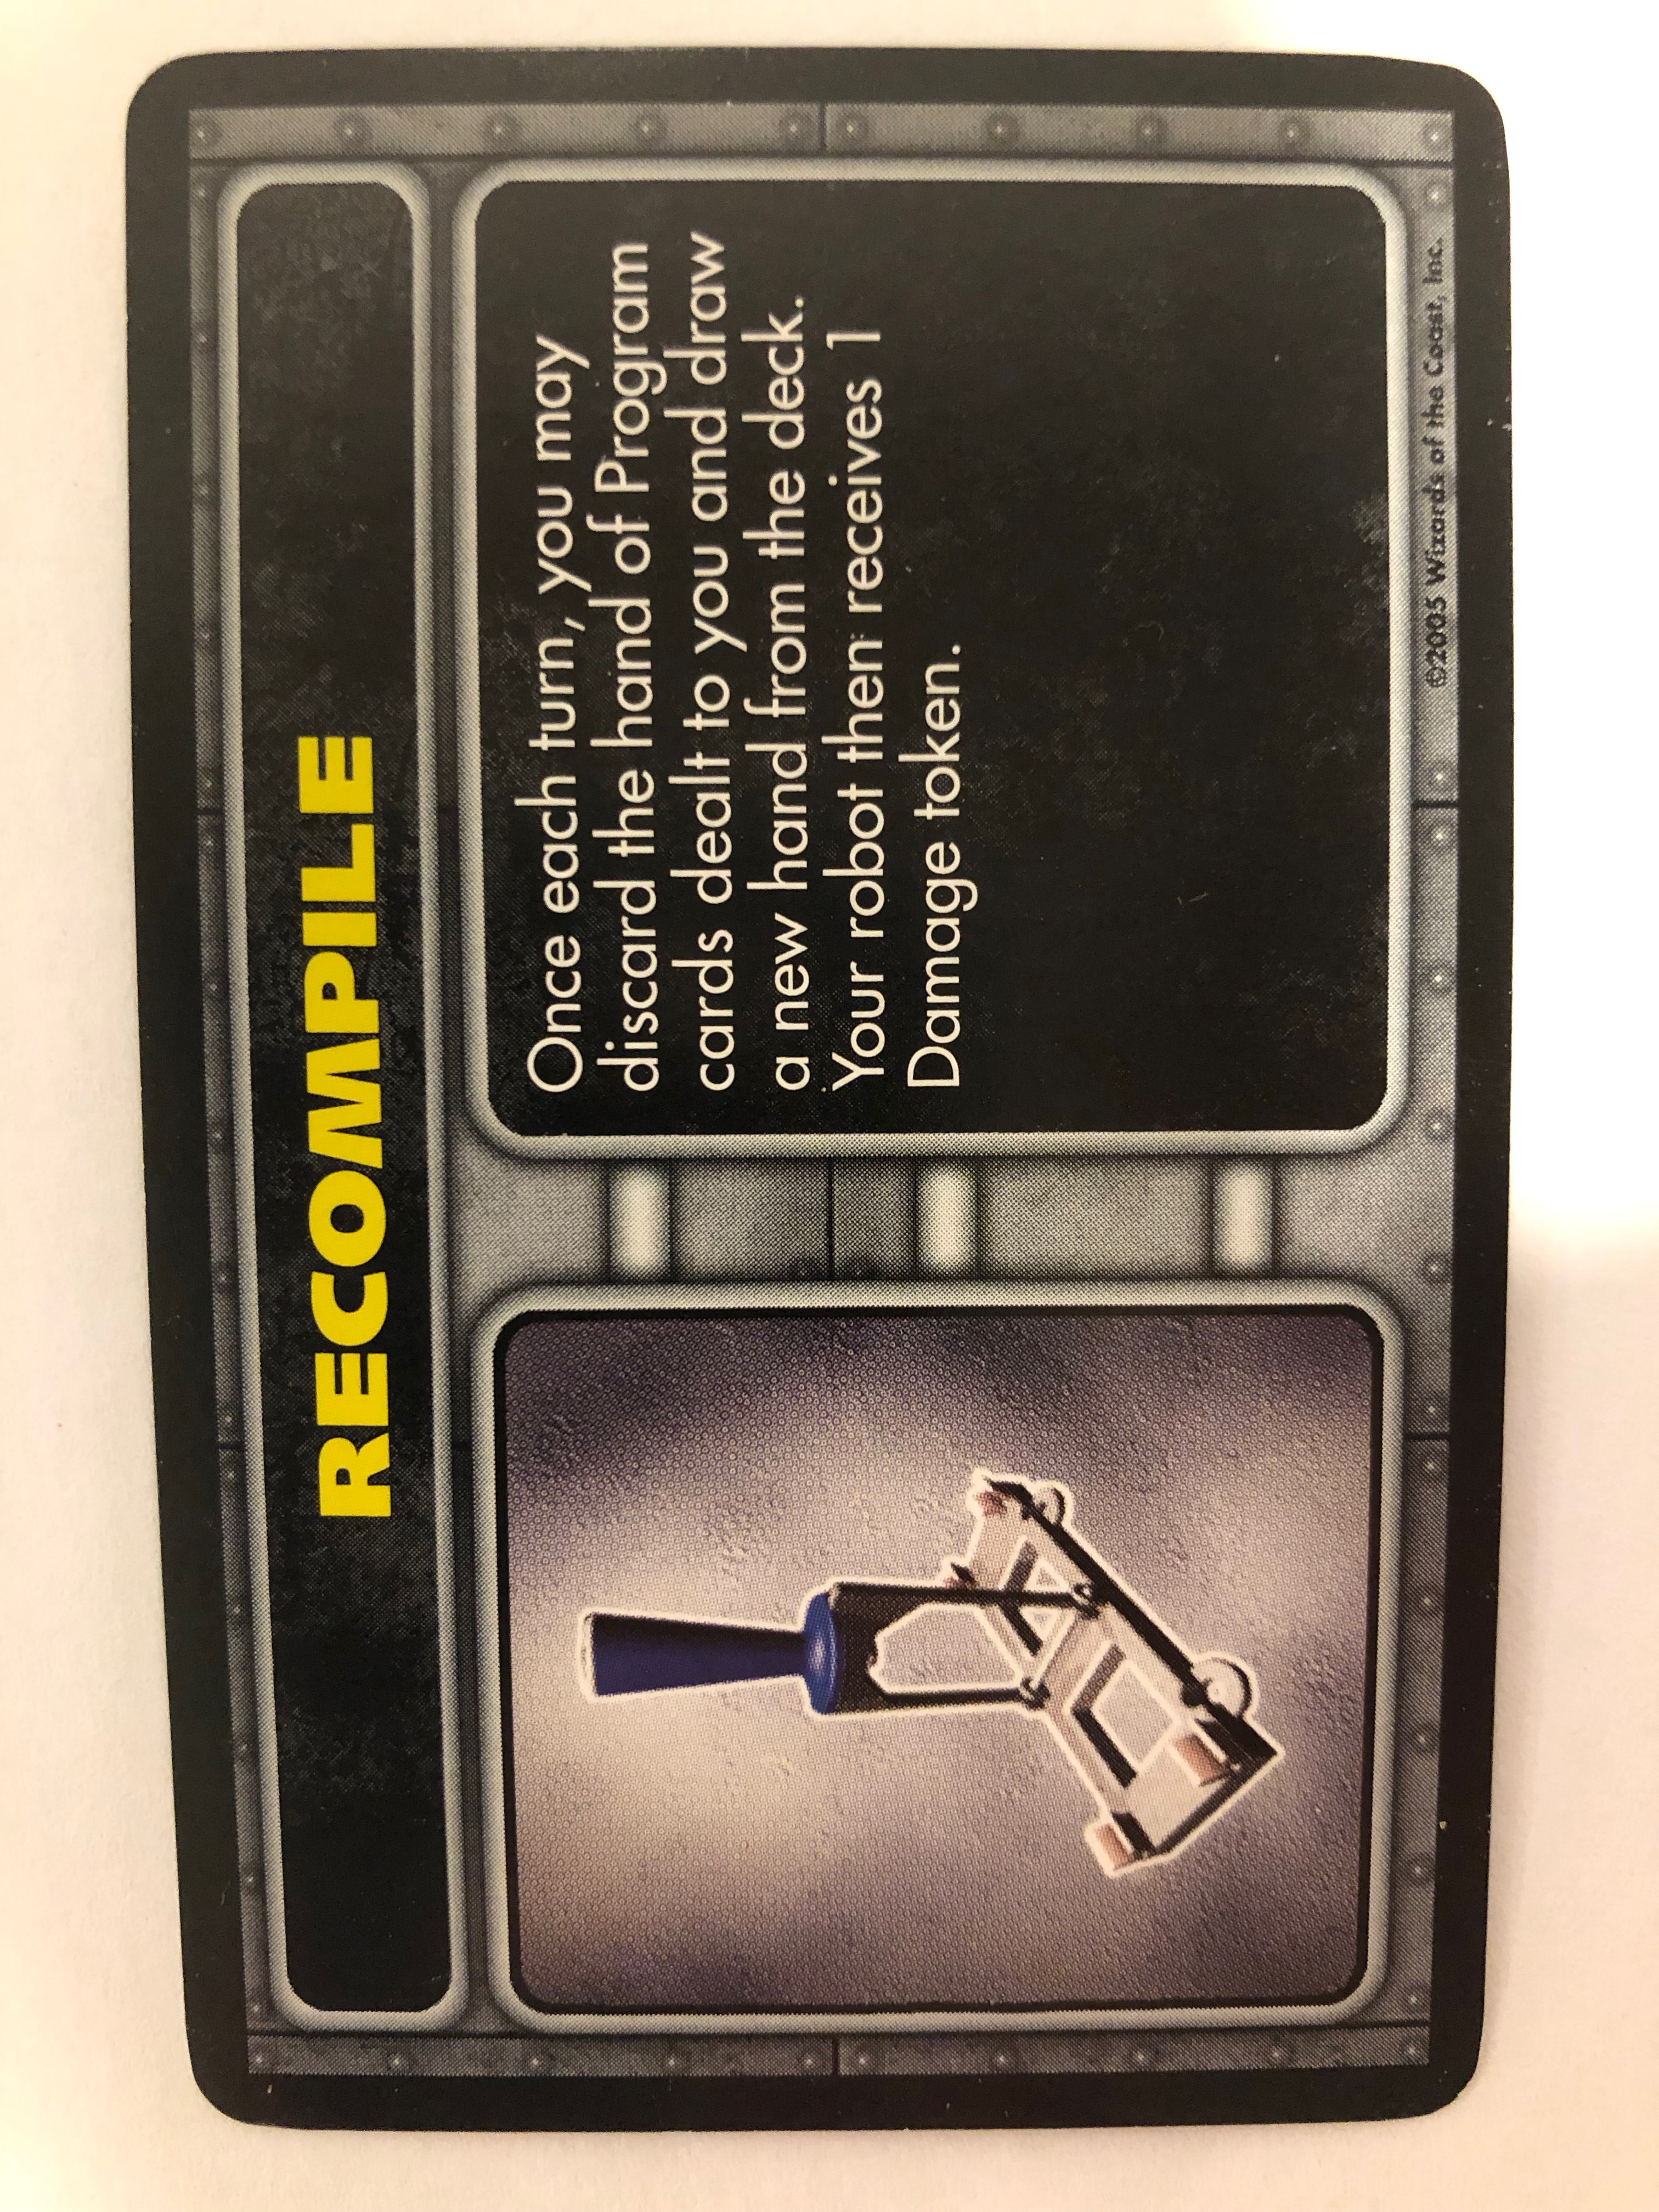 RECOMPILE
Once each turn, you may
discard the hand of Program
cards dealt to you and draw
a new hand from the deck.
Your robot then receives 1
Damage token.
©2005 Wizards of the Coast, Inc.